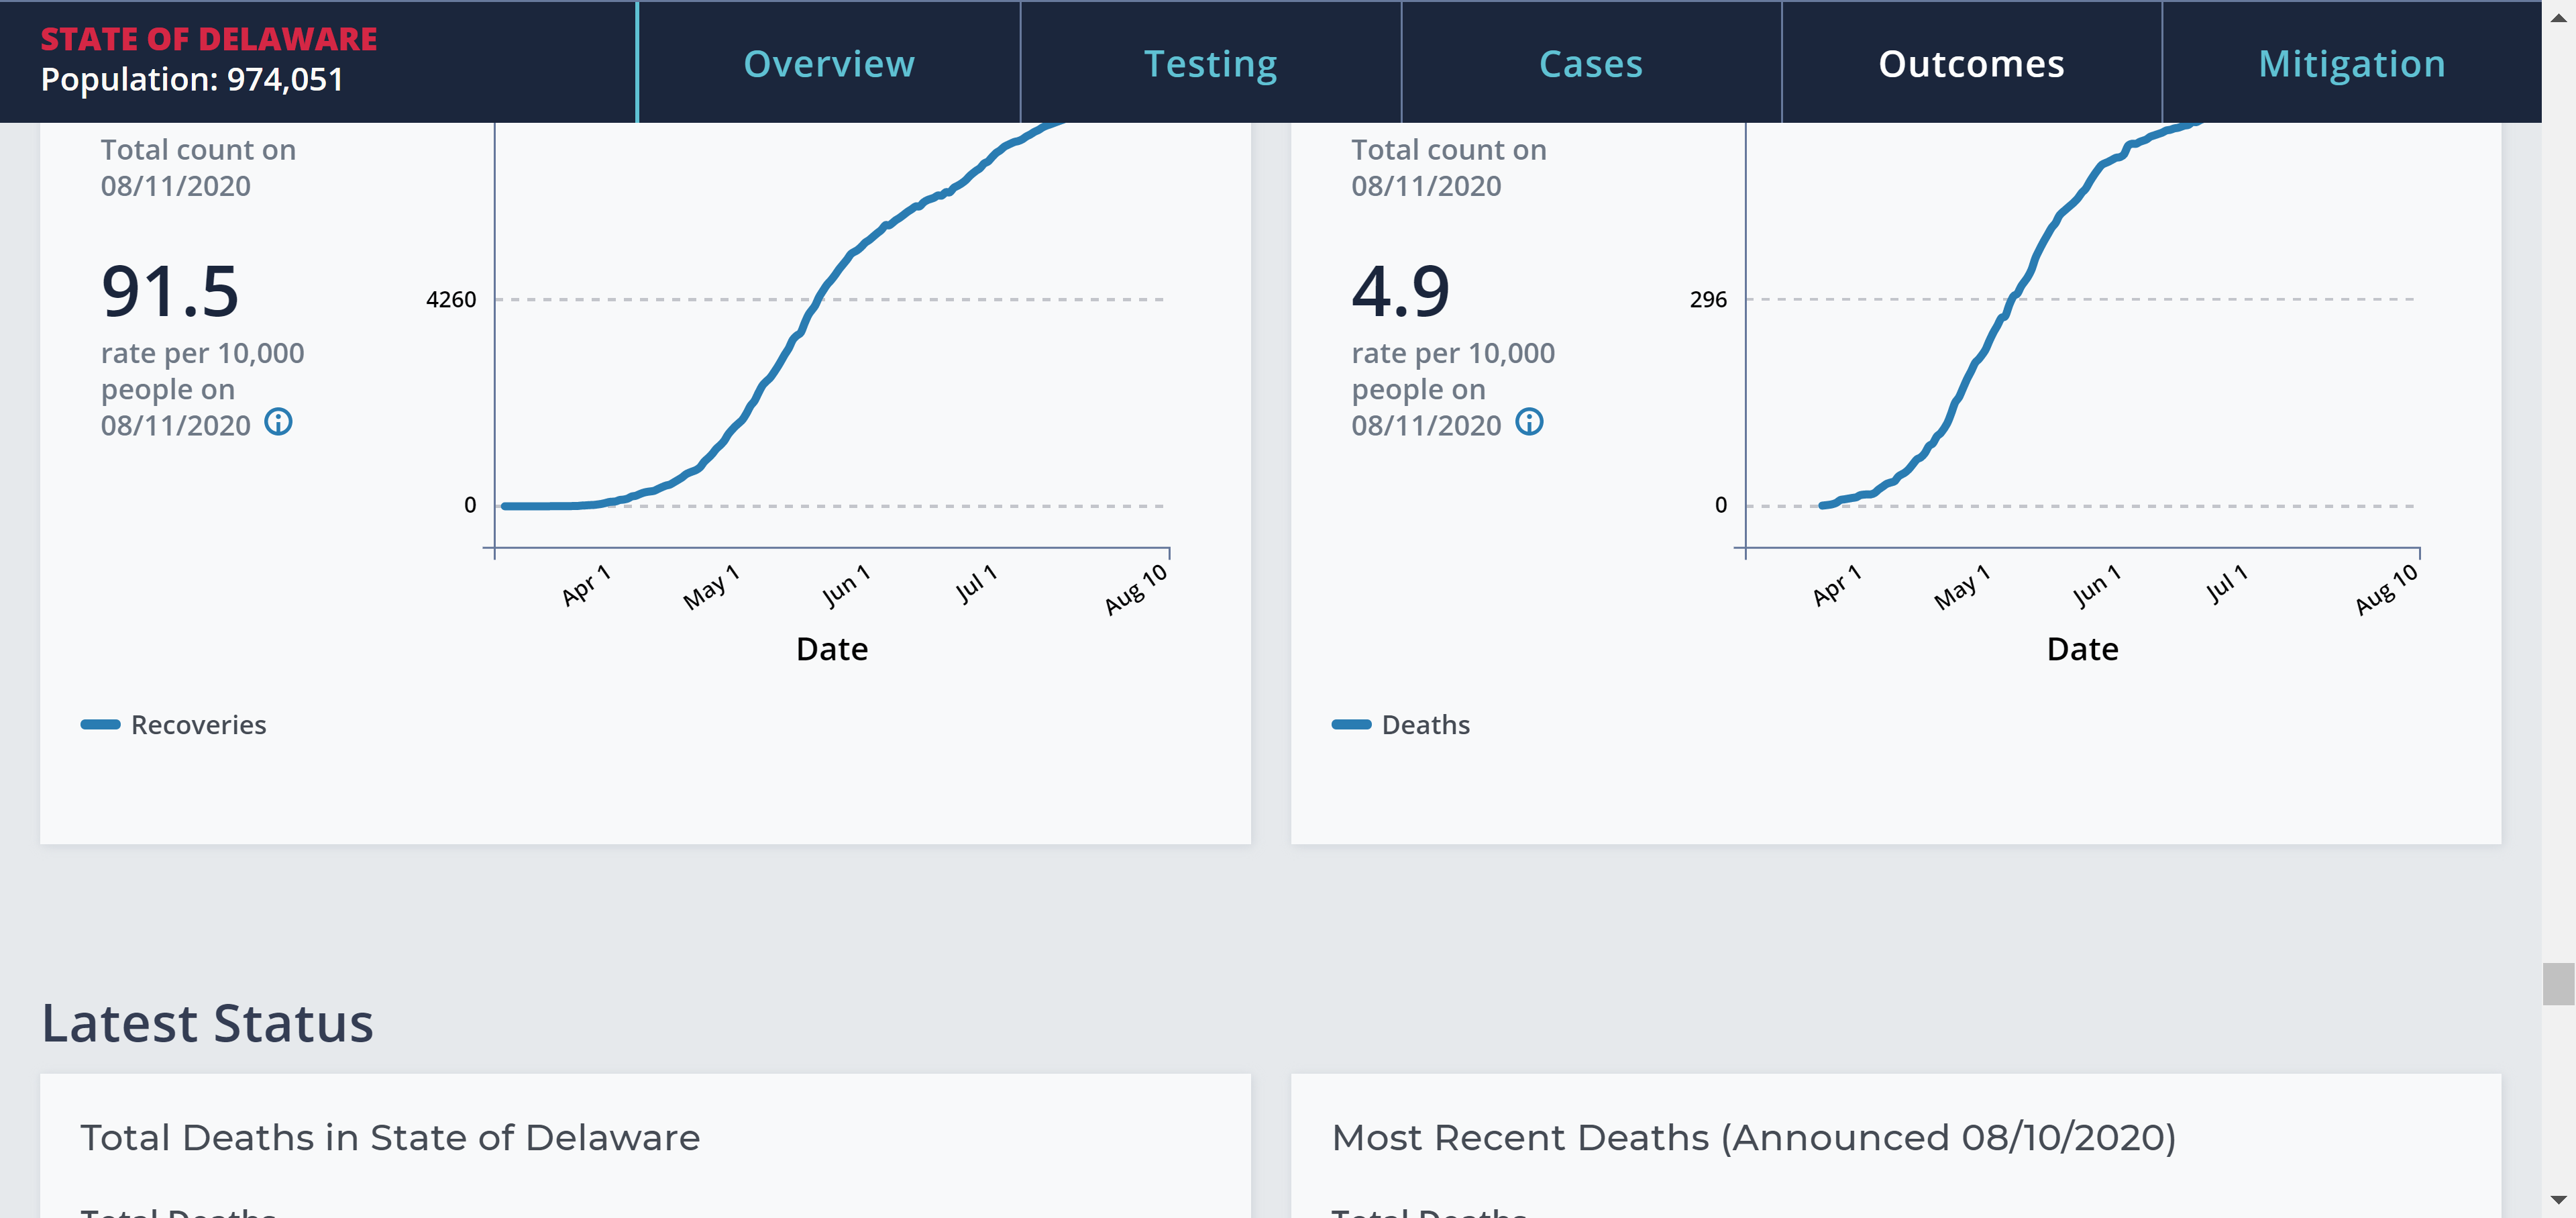 STATE OF DELAWARE
Population: 974,051
Overview
Testing
Cases
Outcomes
Mitigation
Total count on
08/11/2020
91.5
rate per 10,000
people on
08/11/2020
4260
0
Apr 1
May 1
Jun 1
Jul 1
Aug 10
Date
Recoveries
Total count on
08/11/2020
4.9
rate per 10,000
people on
08/11/2020
296
0
Apr 1
May 1
Jun 1
Jul 1
Aug 10
Date
Deaths
Latest Status
Total Deaths in State of Delaware
Total Deaths
Most Recent Deaths (Announced 08/10/2020)
Total Deaths